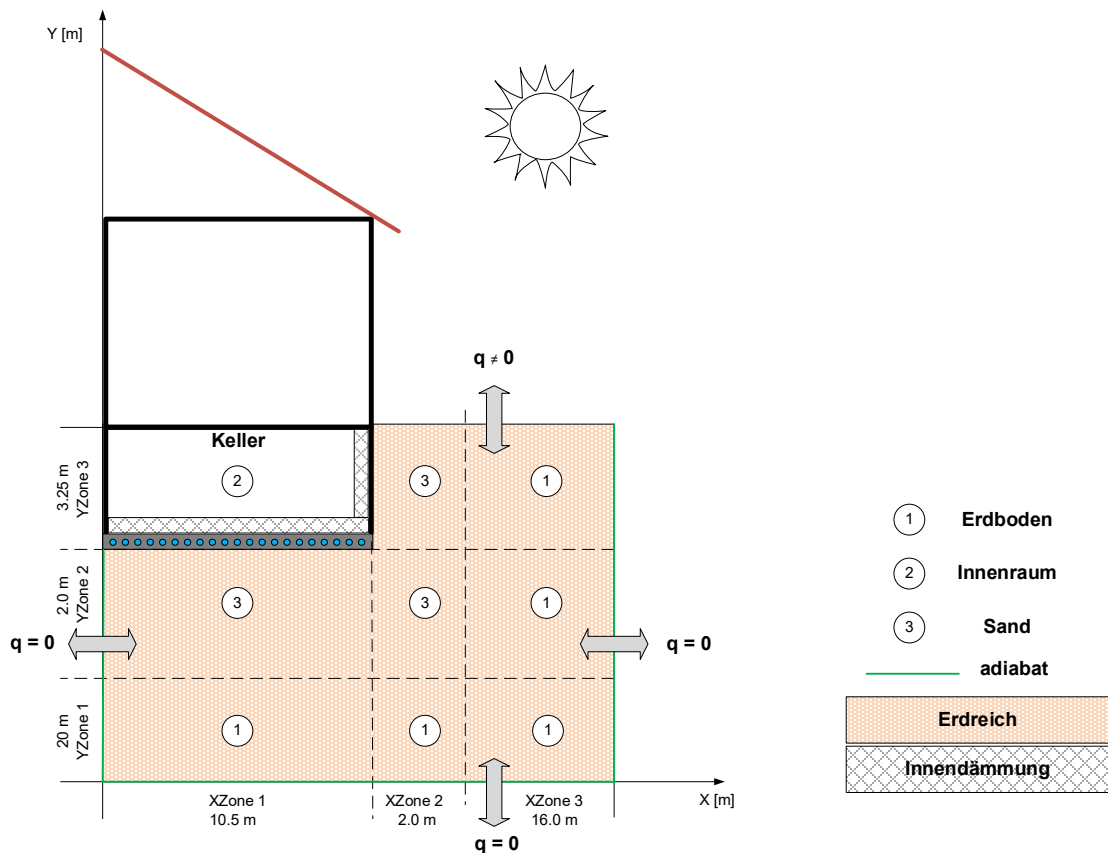 Y [m]
q ≠ 0
Keller
2
3
1
3.25 m
YZone 3
1
Erdboden
2
Innenraum
3
Sand
adiabat
Erdreich
Innendämmung
2.0 m
YZone 2
3
3
1
q = 0
q = 0
20 m
YZone 1
1
1
1
XZone 1
10.5 m
XZone 2
2.0 m
XZone 3
16.0 m
X [m]
q = 0